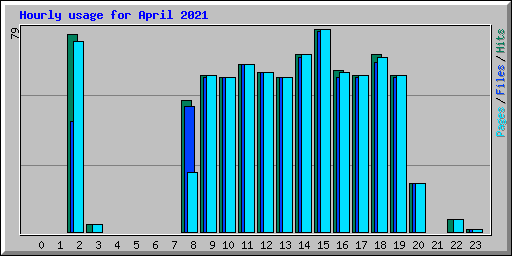 Hourly usage for April 2021
79
Pages/Files/Hits
0 1 2 3 4 5 6 7 8 9 10 11 12 13 14 15 16 17 18 19 20 21 22 23